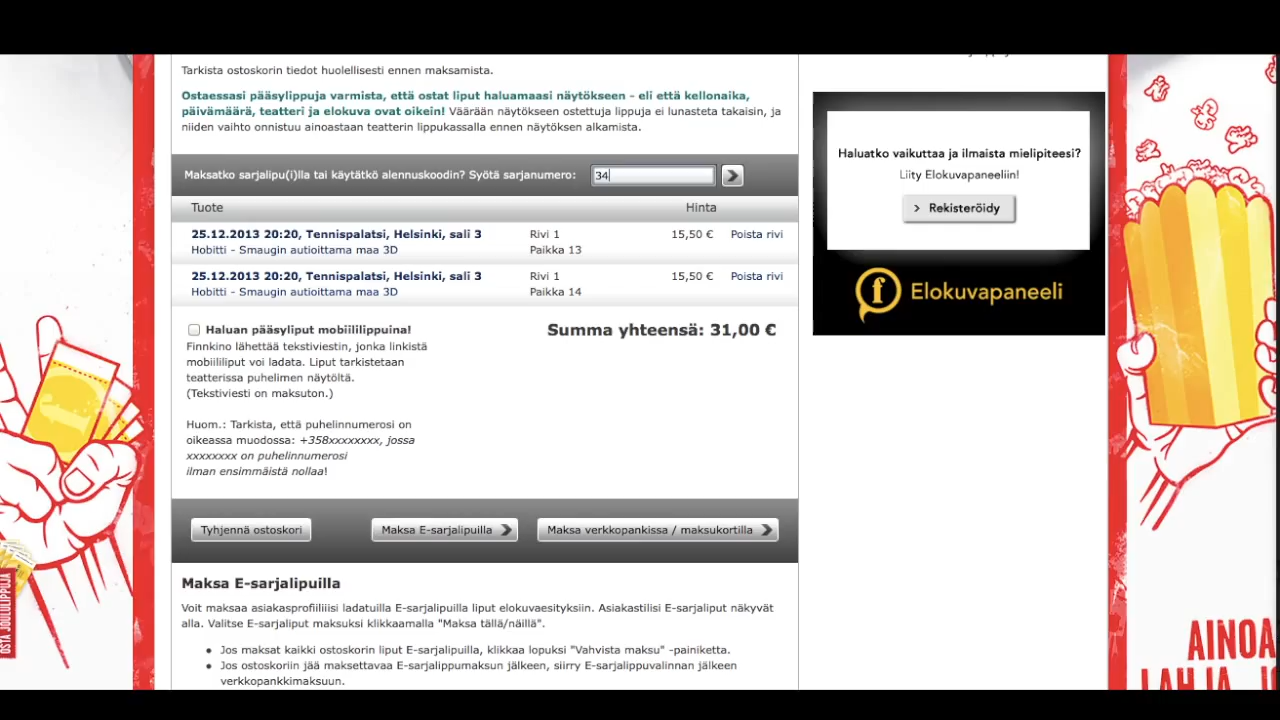 Tarkista ostoskorin tiedot huolellisesti ennen maksamista.
Ostaessasi pääsylippuja varmista, että ostat liput haluamaasi näytökseen - eli että kellonaika,
päivämäärä, teatteri ja elokuva ovat oikein! Väärään näytökseen ostettuja lippuja ei lunasteta takaisin, ja
niiden vaihto onnistuu ainoastaan teatterin lippukassalla ennen näytöksen alkamista.
Maksatko sarjalipu(i)lla tai käytätkö alennuskoodin? Syötä sarjanumero: 34
Tuote Hinta
25.12.2013 20:20, Tennispalatsi, Helsinki, sali 3 Rivi 1 15,50 € Poista rivi
Hobitti - Smaugin autioittama maa 3D Paikka 13
25.12.2013 20:20, Tennispalatsi, Helsinki, sali 3 Rivi 1 15,50 € Poista rivi
Hobitti - Smaugin autioittama maa 3D Paikka 14
Haluan pääsyliput mobiililippuina! Summa yhteensä: 31,00 €
Finnkino lähettää tekstiviestin, jonka linkistä
mobiililiput voi ladata. Liput tarkistetaan
teatterissa puhelimen näytöltä.
(Tekstiviesti on maksuton.)
Huom.: Tarkista, että puhelinnumerosi on
oikeassa muodossa: +358xxxxxxxx, jossa
xxxxxxxx on puhelinnumerosi
ilman ensimmäistä nollaa!
Tyhjennä ostoskori Maksa E-sarjalipuilla Maksa verkkopankissa / maksukortilla
Maksa E-sarjalipuilla
Voit maksaa asiakasprofiiliisi ladatuilla E-sarjalipuilla liput elokuvaesityksiin. Asiakastilisi E-sarjaliput näkyvät
alla. Valitse E-sarjaliput maksuksi klikkaamalla "Maksa tällä/näillä".
Jos maksat kaikki ostoskorin liput E-sarjalipuilla, klikkaa lopuksi "Vahvista maksu" -painiketta.
Jos ostoskoriin jää maksettavaa E-sarjalippumaksun jälkeen, siirry E-sarjalippuvalinnan jälkeen
verkkopankkimaksuun.
Haluatko vaikuttaa ja ilmaista mielipiteesi?
Liity Elokuvapaneeliin!
Rekisteröidy
f Elokuvapaneeli
OSTA JOULULIPPUJA
AINOA
LAHJA, JO